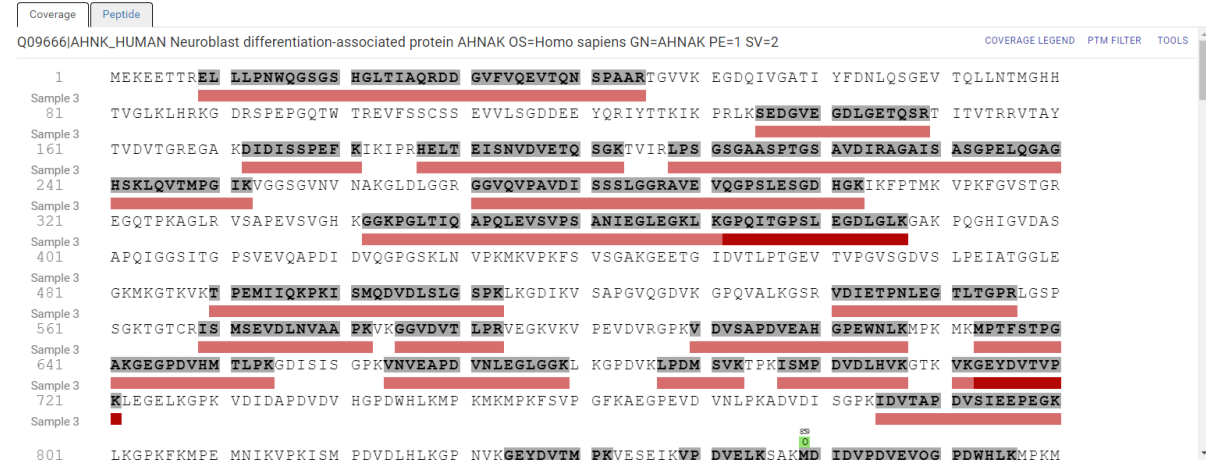 Coverage Peptide
Q09666|AHNK_HUMAN Neuroblast differentiation-associated protein AHNAK OS=Homo sapiens GN=AHNAK PE=1 SV=2 COVERAGE LEGEND PTM FILTER TOOLS
1 MEKEETTREL LLPNWQGSGS HGLTIAQRDD GVFVQEVTQN SPAARTGVVK EGDQIVGATI YFDNLQSGEV TQLLNTMGHH
Sample 3
81 TVGLKLHRKG DRSPEPGQTW TREVFSSCSS EVVLSGDDEE YQRIYTTKIK PRLKSEDGVE GDLGETQSRT ITVTRRVTAY
Sample 3
161 TVDVTGREGA KDIDISSPEF KIKIPRHELT EISNVDVETQ SGKTVIRLPS GSGAASPTGS AVDIRAGAIS ASGPELQGAG
Sample 3
241 HSKLQVTMPG IKVGGSGVNV NAKGLDLGGR GGVQVPAVDI SSSLGGRAVE VQGPSLESGD HGKIKFPTMK VPKFGVSTGR
Sample 3
321 EGQTPKAGLR VSAPEVSVGH KGGKPGLTIQ APQLEVSVPS ANIEGLEGKL KGPQITGPSL EGDLGLKGAK PQGHIGVDAS
Sample 3
401 APQIGGSITG PSVEVQAPDI DVQGPGSKLN VPKMKVPKFS VSGAKGEETG IDVTLPTGEV TVPGVSGDVS LPEIATGGLE
Sample 3
481 GKMKGTKVKT PEMIIQKPKI SMQDVDLSLG SPKLKGDIKV SAPGVQGDVK GPQVALKGSR VDIETPNLEG TLTGPRLGSP
Sample 3
561 SGKTGTCRIS MSEVDLNVAA PKVKGGVDVT LPRVEGKVKV PEVDVRGPKV DVSAPDVEAH GPEWNLKMPK MKMPTFSTPG
Sample 3
641 AKGEGPDVHM TLPKGDISIS GPKVNVEAPD VNLEGLGGKL KGPDVKLPDM SVKTPKISMP DVDLHVKGTK VKGEYDVTVP
Sample 3
721 KLEGELKGPK VDIDAPDVDV HGPDWHLKMP KMKMPKFSVP GFKAEGPEVD VNLPKADVDI SGPKIDVTAP DVSIEEPEGK
Sample 3
859
O
801 LKGPKFKMPE MNIKVPKISM PDVDLHLKGP NVKGEYDVTM PKVESEIKVP DVELKSAKMD IDVPDVEVQG PDWHLKMPKM